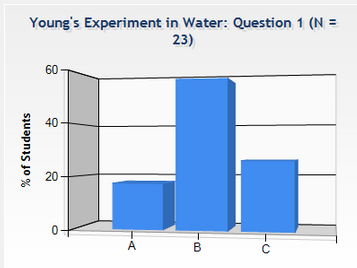 Young's Experiment in Water: Question 1 (N =
23)
% of Students
60
40
20
0
A
B
C